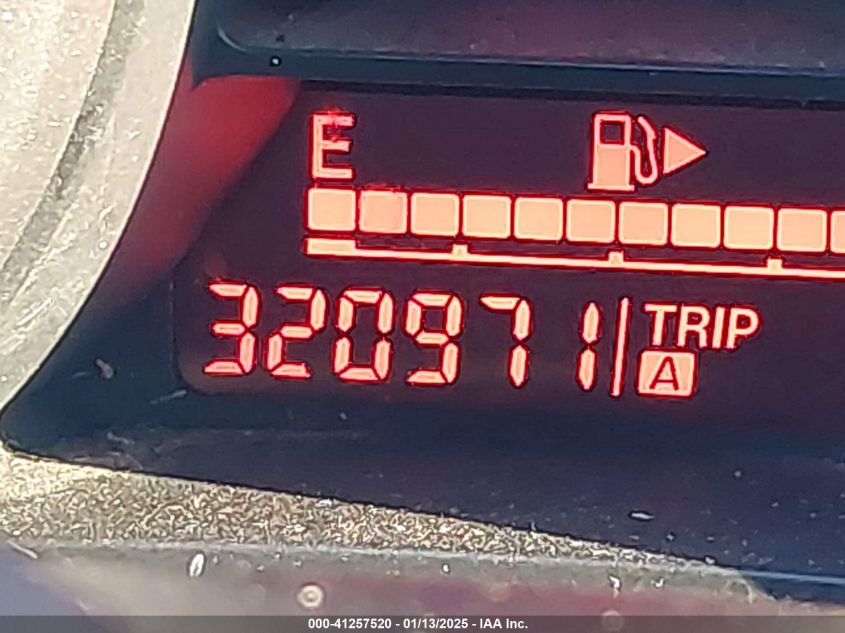 E
320971 TRIP
A
000-41257520 - 01/13/2025 - IAA Inc.